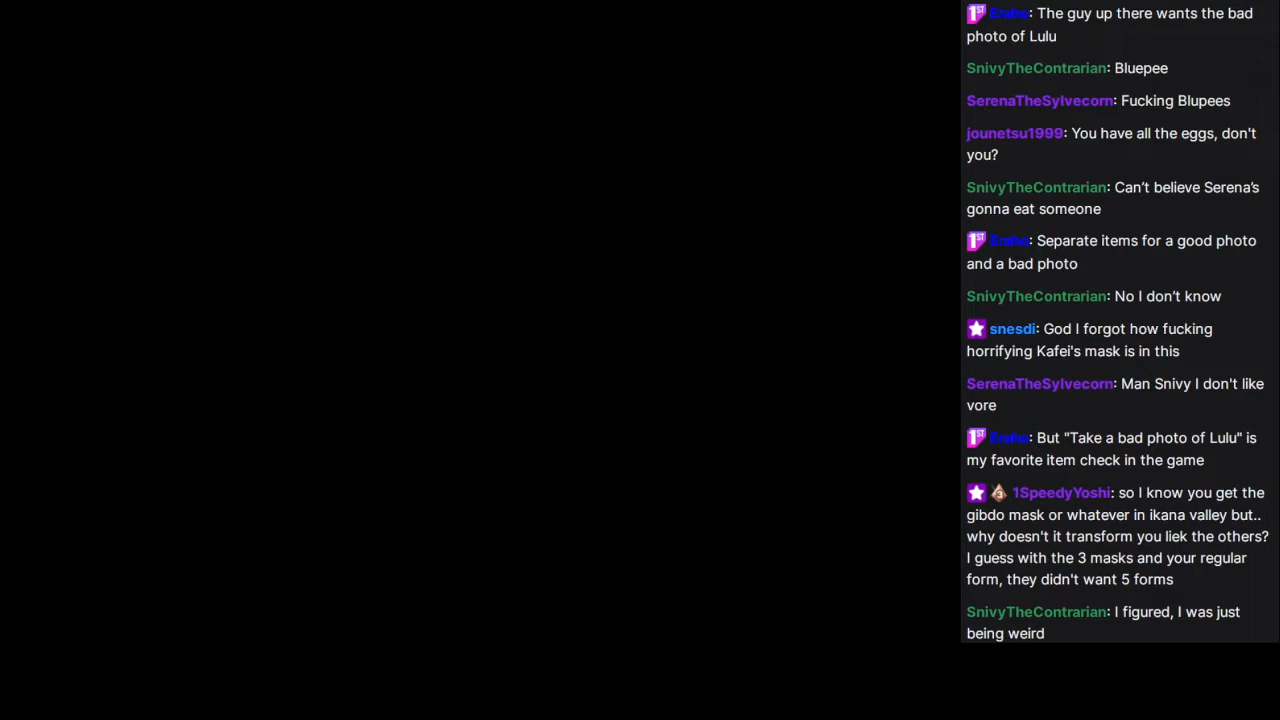 Eraho: The guy up there wants the bad
photo of Lulu
SnivyTheContrarian: Bluepee
SerenaTheSylvecorn: Fucking Blupees
jounetsu1999: You have all the eggs, don't
you?
SnivyTheContrarian: Can’t believe Serena’s
gonna eat someone
Eraho: Separate items for a good photo
and a bad photo
SnivyTheContrarian: No I don’t know
snesdi: God I forgot how fucking
horrifying Kafei's mask is in this
SerenaTheSylvecorn: Man Snivy I don't like
vore
Eraho: But "Take a bad photo of Lulu" is
my favorite item check in the game
1SpeedyYoshi: so I know you get the
gibdo mask or whatever in ikana valley but..
why doesn't it transform you liek the others?
I guess with the 3 masks and your regular
form, they didn't want 5 forms
SnivyTheContrarian: I figured, I was just
being weird